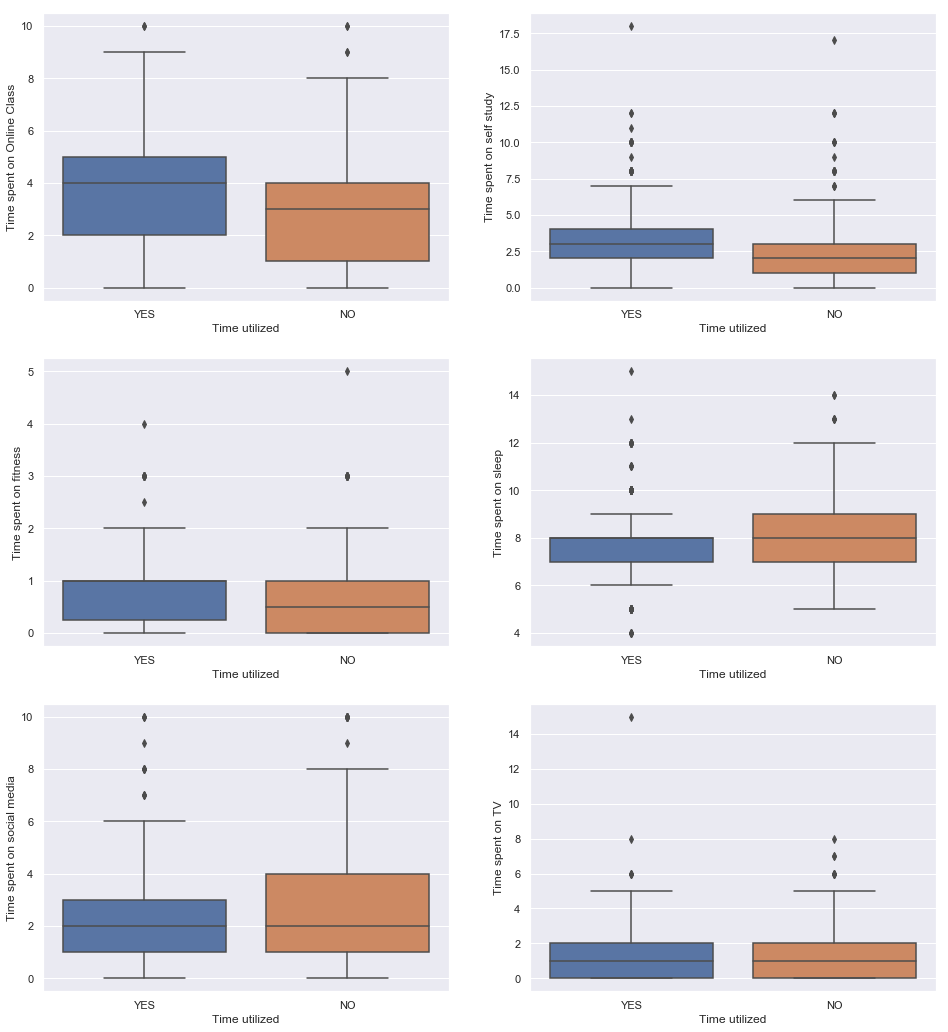 Time spent on Online Class
10
8
6
4
2
0
YES
NO
Time utilized
Time spent on self study
17.5
15.0
12.5
10.0
7.5
5.0
2.5
0.0
YES
NO
Time utilized
Time spent on fitness
5
4
3
2
1
0
YES
NO
Time utilized
Time spent on sleep
14
12
10
8
6
4
YES
NO
Time utilized
Time spent on social media
10
8
6
4
2
0
YES
NO
Time utilized
Time spent on TV
14
12
10
8
6
4
2
0
YES
NO
Time utilized